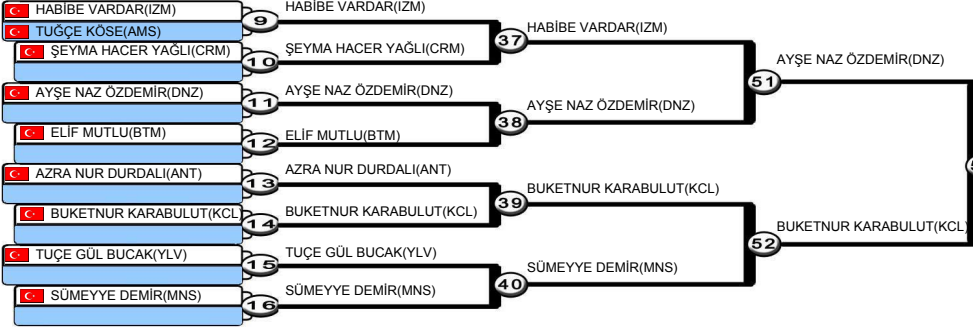 HABİBE VARDAR(IZM)
TUĞÇE KÖSE(AMS)
9
HABİBE VARDAR(IZM)
ŞEYMA HACER YAĞLI(CRM)
10
ŞEYMA HACER YAĞLI(CRM)
37
HABİBE VARDAR(IZM)
AYŞE NAZ ÖZDEMİR(DNZ)
11
AYŞE NAZ ÖZDEMİR(DNZ)
ELİF MUTLU(BTM)
12
ELİF MUTLU(BTM)
38
AYŞE NAZ ÖZDEMİR(DNZ)
51
AYŞE NAZ ÖZDEMİR(DNZ)
AZRA NUR DURDALI(ANT)
13
AZRA NUR DURDALI(ANT)
BUKETNUR KARABULUT(KCL)
14
BUKETNUR KARABULUT(KCL)
39
BUKETNUR KARABULUT(KCL)
TUÇE GÜL BUCAK(YLV)
15
TUÇE GÜL BUCAK(YLV)
SÜMEYYE DEMİR(MNS)
16
SÜMEYYE DEMİR(MNS)
40
SÜMEYYE DEMİR(MNS)
52
BUKETNUR KARABULUT(KCL)